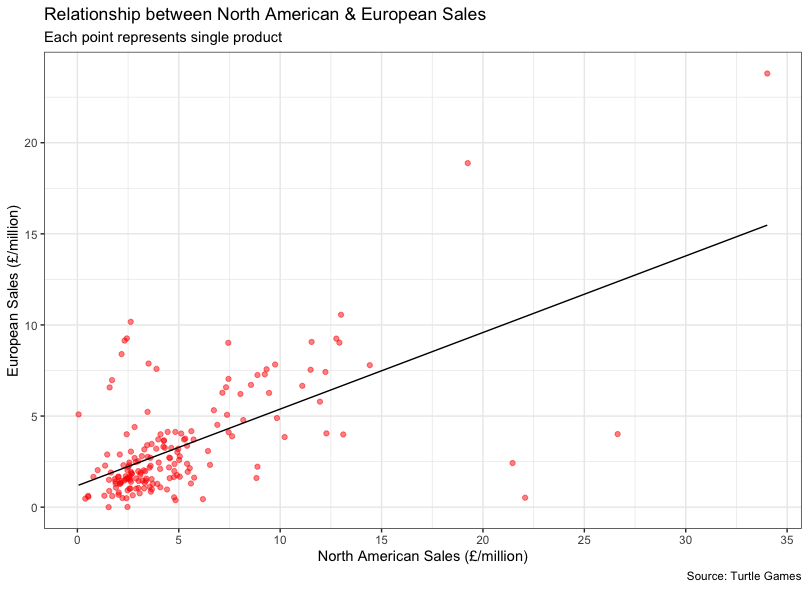 Relationship between North American & European Sales
Each point represents single product
European Sales (£/million)
20
15
10
5
0
0 5 10 15 20 25 30 35
North American Sales (£/million)
Source: Turtle Games